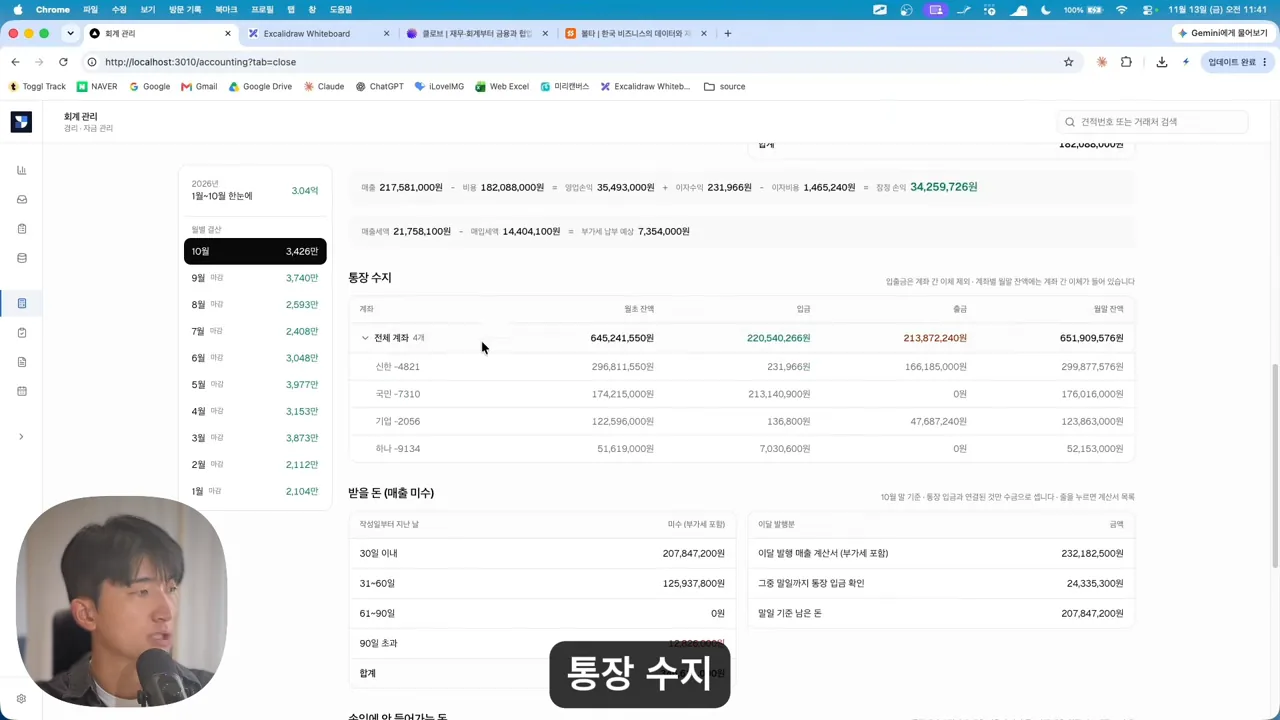 Chrome 파일 수정 보기 방문 기록 북마크 프로필 탭 창 도움말 11월 13일 11:41
회계 관리 Excalidraw Whiteboard 클로브 | 재무·회계부터 금융과 합 볼타 | 한국 비즈니스의 데이터와 Gemini에게 물어보기
http://localhost:3010/accounting?tab=close 업데이트 완료
Toggl Track NAVER Google Gmail Google Drive Claude ChatGPT iLoveIMG Web Excel 미리캔버스 Excalidraw Whiteb... source
회계 관리
경리 · 자금 관리
견적번호 또는 거래처 검색
합계 182,088,000원
2026년
1월~10월 한눈에 3.04억
월별 결산
10월 3,426만
9월 마감 3,740만
8월 마감 2,593만
7월 마감 2,408만
6월 마감 3,048만
5월 마감 3,977만
4월 마감 3,153만
3월 마감 3,873만
2월 마감 2,112만
1월 마감 2,104만
매출 217,581,000원 - 비용 182,088,000원 = 영업손익 35,493,000원 + 이자수익 231,966원 - 이자비용 1,465,240원 = 잠정 손익 34,259,726원
매출세액 21,758,100원 - 매입세액 14,404,100원 = 부가세 납부 예상 7,354,000원
통장 수지 입출금은 계좌 간 이체 제외 · 계좌별 월말 잔액에는 계좌 간 이체가 들어 있습니다
계좌 월초 잔액 입금 출금 월말 잔액
전체 계좌 4개 645,241,550원 220,540,266원 213,872,240원 651,909,576원
신한 -4821 296,811,550원 231,966원 166,185,000원 299,877,576원
국민 -7310 174,215,000원 213,140,900원 0원 176,016,000원
기업 -2056 122,596,000원 136,800원 47,687,240원 123,863,000원
하나 -9134 51,619,000원 7,030,600원 0원 52,153,000원
받을 돈 (매출 미수) 10월 말 기준 · 통장 입금과 연결된 것만 수금으로 셉니다 · 줄을 누르면 계산서 목록
작성일부터 지난 날 미수 (부가세 포함)
30일 이내 207,847,200원
31~60일 125,937,800원
61~90일 0원
90일 초과
합계
이달 발행분 금액
이달 발행 매출 계산서 (부가세 포함) 232,182,500원
그중 말일까지 통장 입금 확인 24,335,300원
말일 기준 남은 돈 207,847,200원
통장 수지